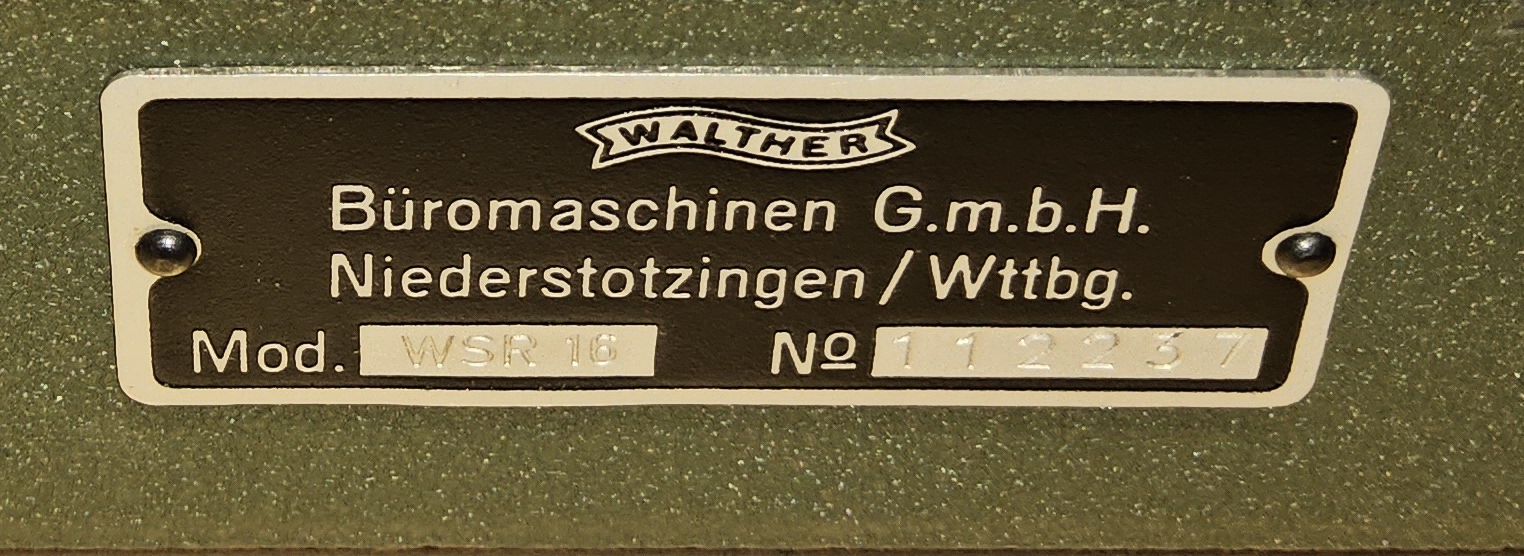 WALTHER
Büromaschinen G.m.b.H.
Niederstotzingen/Wttbg.
Mod. WSR 16 Nº 112237